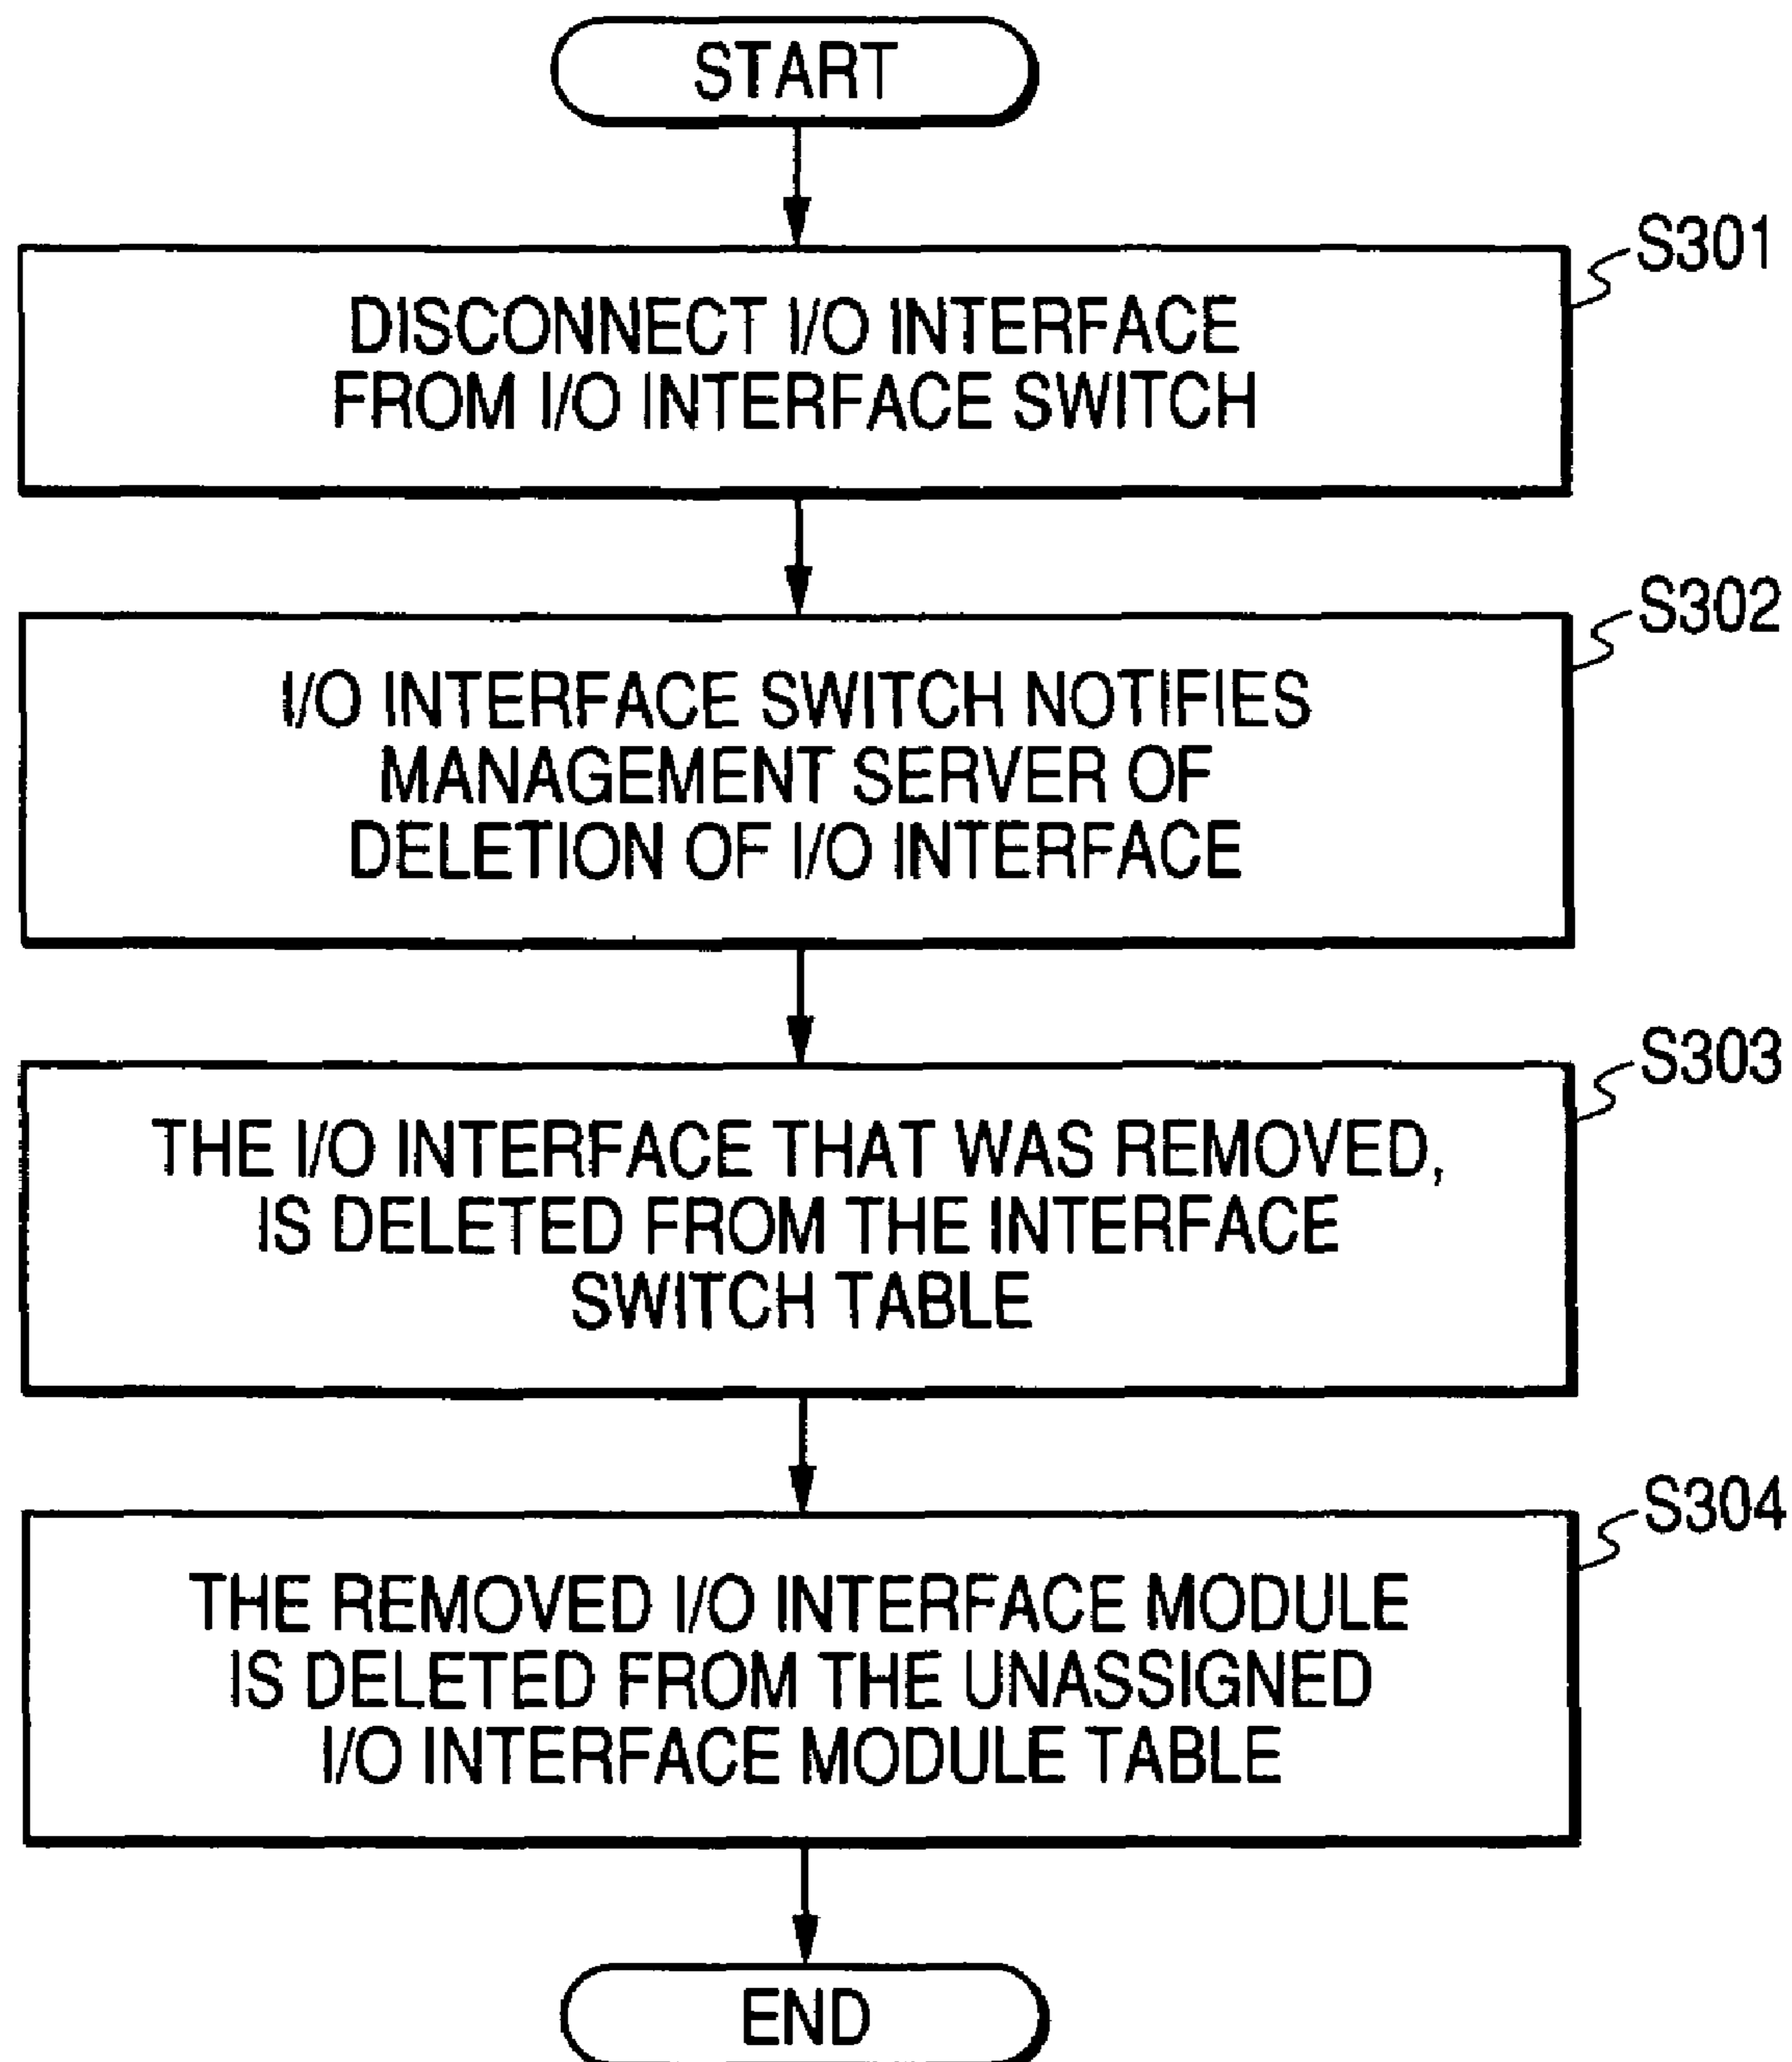 START
S301
DISCONNECT I/O INTERFACE
FROM I/O INTERFACE SWITCH
S302
I/O INTERFACE SWITCH NOTIFIES
MANAGEMENT SERVER OF
DELETION OF I/O INTERFACE
S303
THE I/O INTERFACE THAT WAS REMOVED,
IS DELETED FROM THE INTERFACE
SWITCH TABLE
S304
THE REMOVED I/O INTERFACE MODULE
IS DELETED FROM THE UNASSIGNED
I/O INTERFACE MODULE TABLE
END